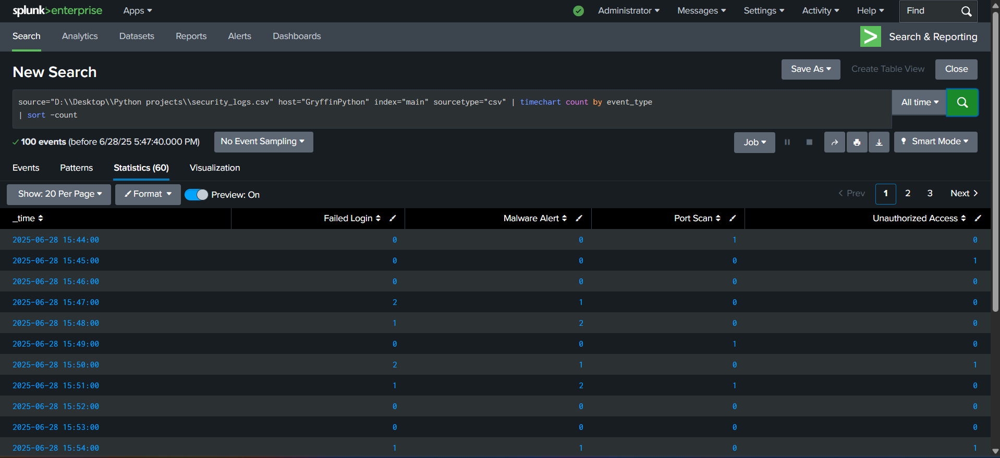 splunk>enterprise Apps Administrator Messages Settings Activity Help Find
Search Analytics Datasets Reports Alerts Dashboards > Search & Reporting
New Search Save As Create Table View Close
source="D:\\Desktop\\Python projects\\security_logs.csv" host="GryffinPython" index="main" sourcetype="csv" | timechart count by event_type
| sort -count
All time
100 events (before 6/28/25 5:47:40.000 PM) No Event Sampling Job Smart Mode
Events Patterns Statistics (60) Visualization
Show: 20 Per Page Format Preview: On < Prev 1 2 3 Next >
_time Failed Login Malware Alert Port Scan Unauthorized Access
2025-06-28 15:44:00 0 0 1 0
2025-06-28 15:45:00 0 0 0 1
2025-06-28 15:46:00 0 0 0 0
2025-06-28 15:47:00 2 1 0 0
2025-06-28 15:48:00 1 2 0 0
2025-06-28 15:49:00 0 0 1 0
2025-06-28 15:50:00 2 1 0 1
2025-06-28 15:51:00 1 2 1 0
2025-06-28 15:52:00 0 0 0 0
2025-06-28 15:53:00 0 0 0 0
2025-06-28 15:54:00 1 1 0 1